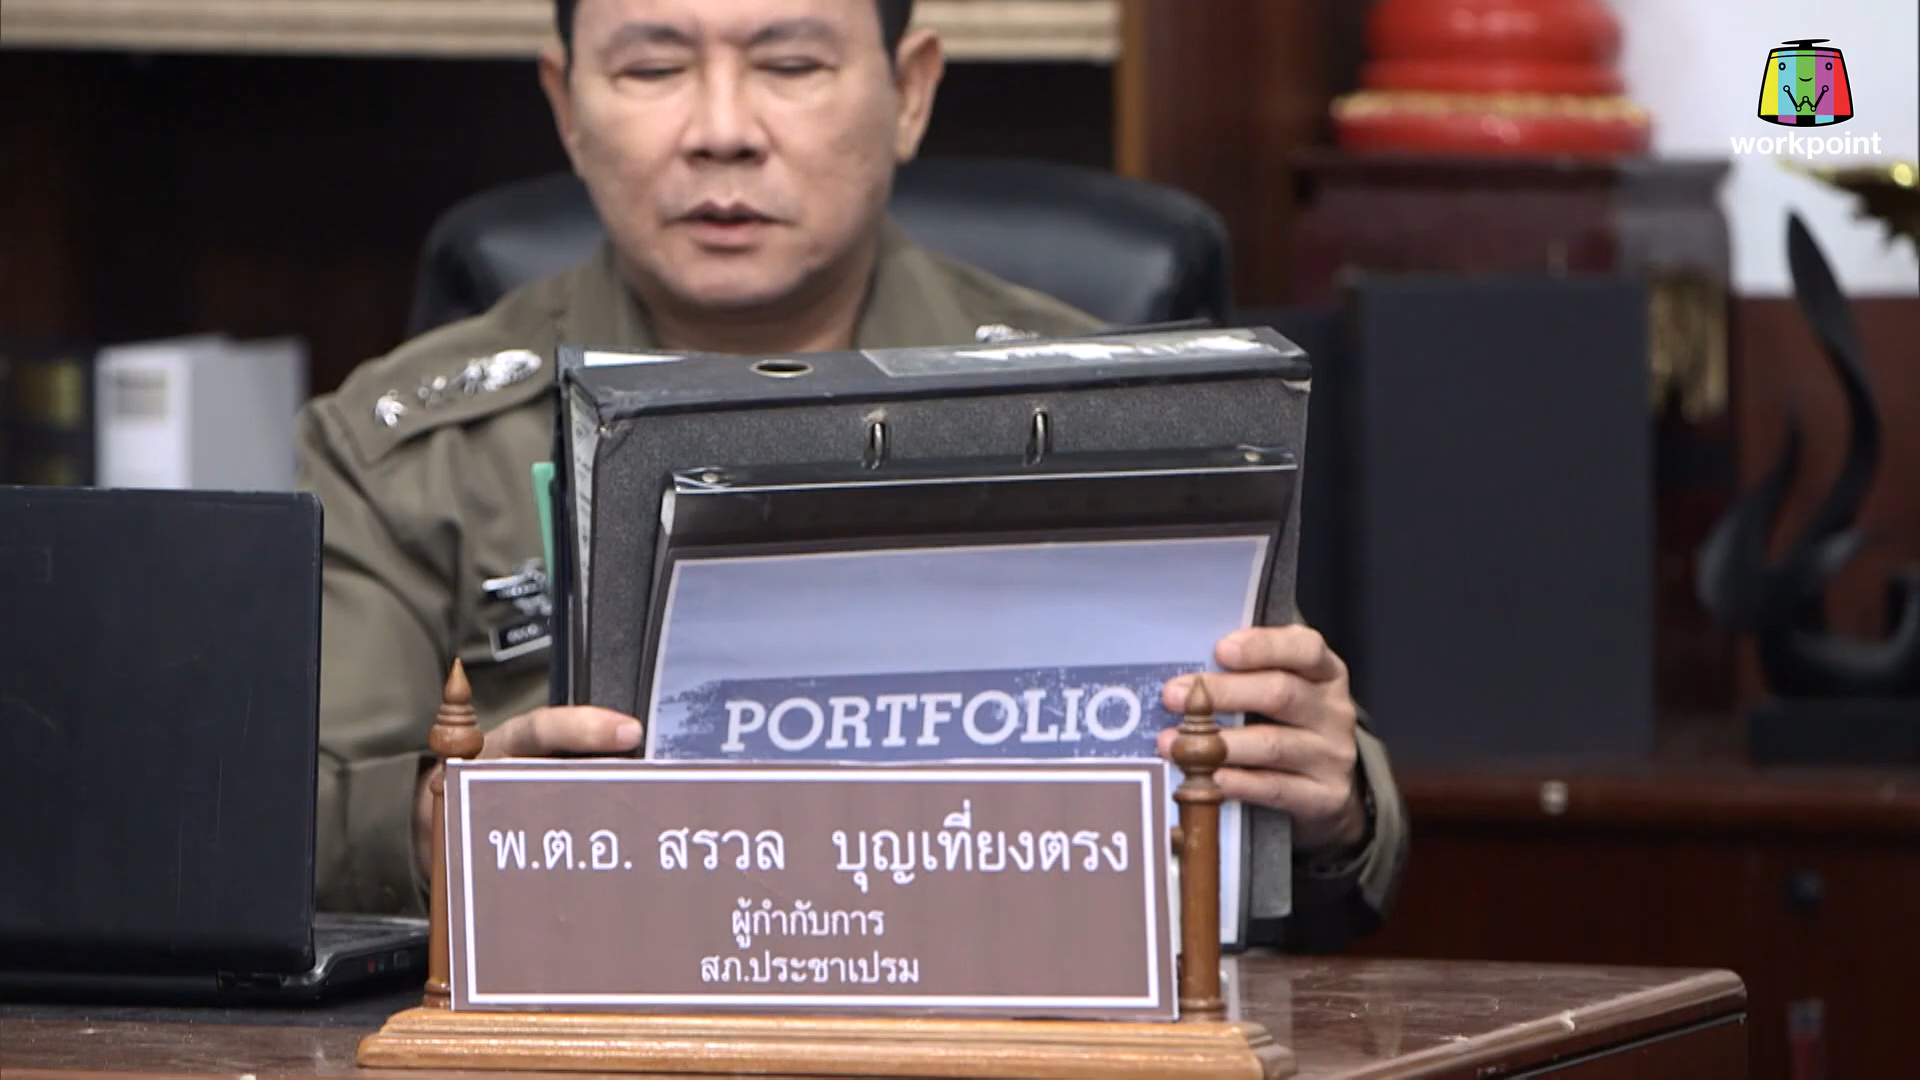 workpoint
PORTFOLIO
พ.ต.อ. สรวล บุญเที่ยงตรง
ผู้กำกับการ
สภ.ประชาเปรม